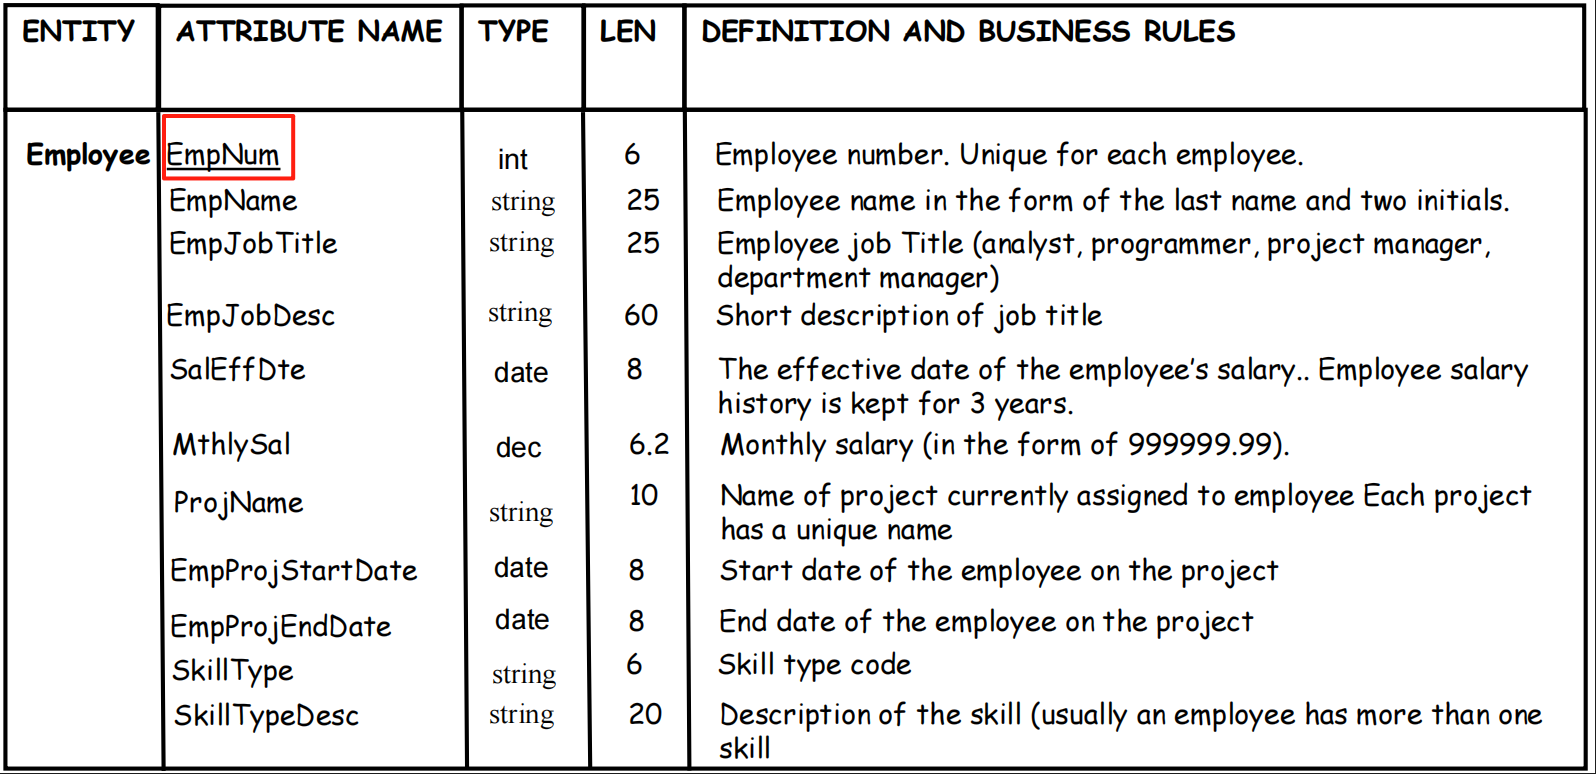 ENTITY ATTRIBUTE NAME TYPE LEN DEFINITION AND BUSINESS RULES
Employee EmpNum int 6 Employee number. Unique for each employee.
EmpName string 25 Employee name in the form of the last name and two initials.
EmpJobTitle string 25 Employee job Title (analyst, programmer, project manager,
department manager)
EmpJobDesc string 60 Short description of job title
SalEffDte date 8 The effective date of the employee's salary.. Employee salary
history is kept for 3 years.
MthlySal dec 6.2 Monthly salary (in the form of 999999.99).
ProjName string 10 Name of project currently assigned to employee Each project
has a unique name
EmpProjStartDate date 8 Start date of the employee on the project
EmpProjEndDate date 8 End date of the employee on the project
SkillType string 6 Skill type code
SkillTypeDesc string 20 Description of the skill (usually an employee has more than one
skill